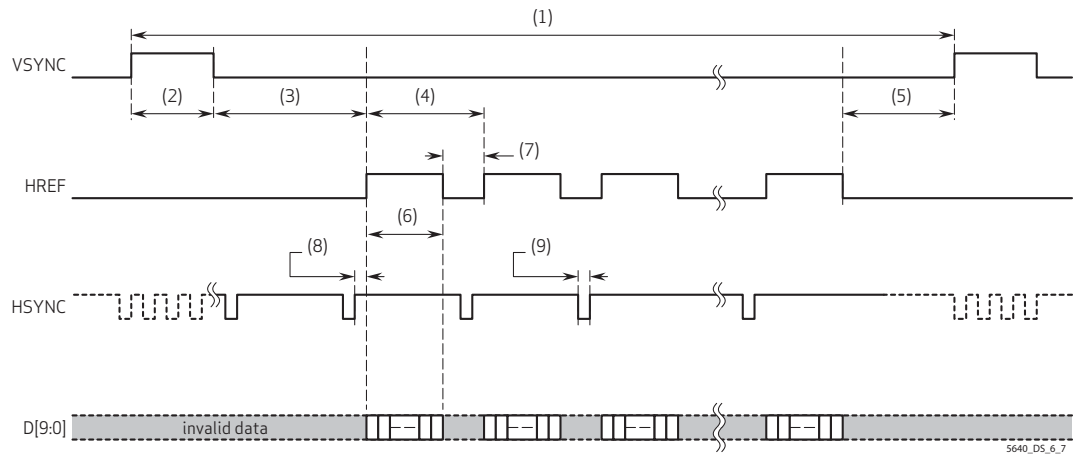 (1)
VSYNC
(2) (3) (4) (5)
(7)
HREF
(6)
(8) (9)
HSYNC
D[9:0] invalid data
5640_DS_6_7